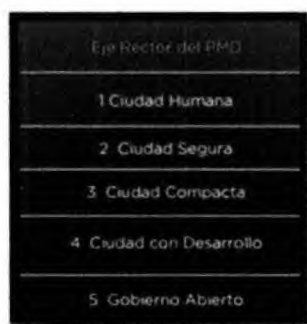 Eje Rector del PMD
1 Ciudad Humana
2 Ciudad Segura
3 Ciudad Compacta
4 Ciudad con Desarrollo
5 Gobierno Abierto